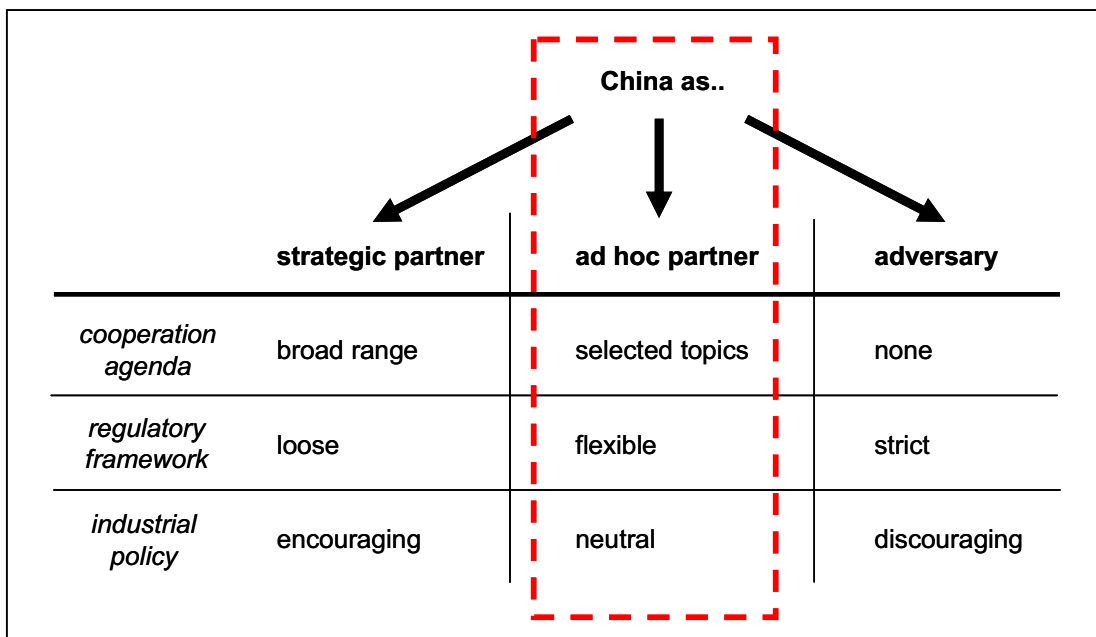 China as..
strategic partner
ad hoc partner
adversary
cooperation
agenda
broad range
selected topics
none
regulatory
framework
loose
flexible
strict
industrial
policy
encouraging
neutral
discouraging